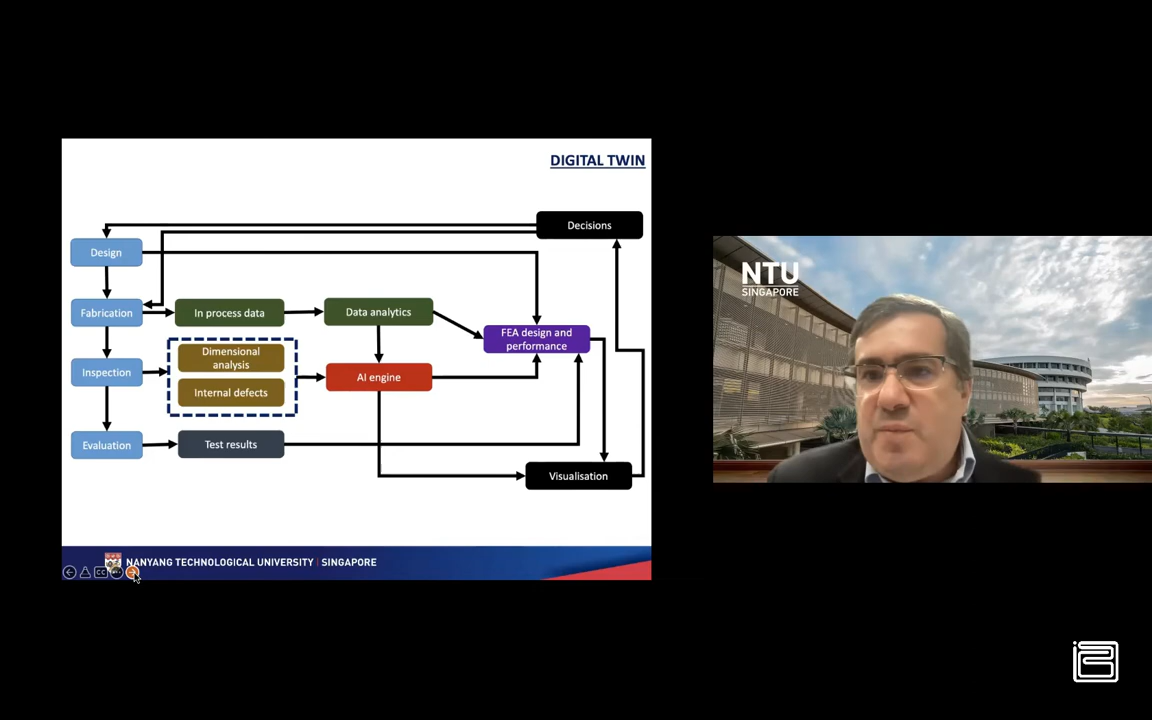 DIGITAL TWIN
Decisions
Design
Fabrication
In process data
Data analytics
FEA design and
performance
Dimensional
analysis
Inspection
AI engine
Internal defects
Evaluation
Test results
Visualisation
NANYANG TECHNOLOGICAL UNIVERSITY | SINGAPORE
CC
NTU
SINGAPORE